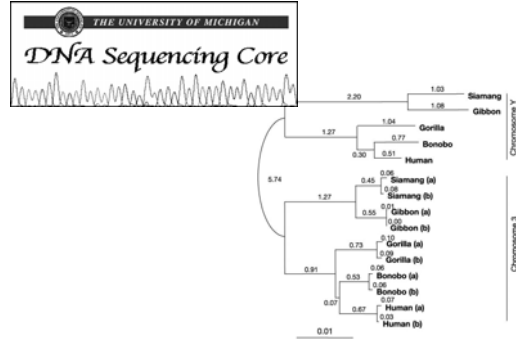 THE UNIVERSITY OF MICHIGAN
DNA Sequencing Core
1.03
Siamang
2.20
1.08
Gibbon
1.04
Gorilla
1.27
0.77
Bonobo
0.30
0.51
Human
Chromosome Y
5.74
0.06
0.45
Siamang (a)
0.08
Siamang (b)
1.27
0.01
Gibbon (a)
0.55
0.00
Gibbon (b)
0.10
Gorilla (a)
0.73
0.09
Gorilla (b)
0.91
0.06
Bonobo (a)
0.53
0.06
Bonobo (b)
0.07
0.07
Human (a)
0.67
0.03
Human (b)
Chromosome 3
0.01